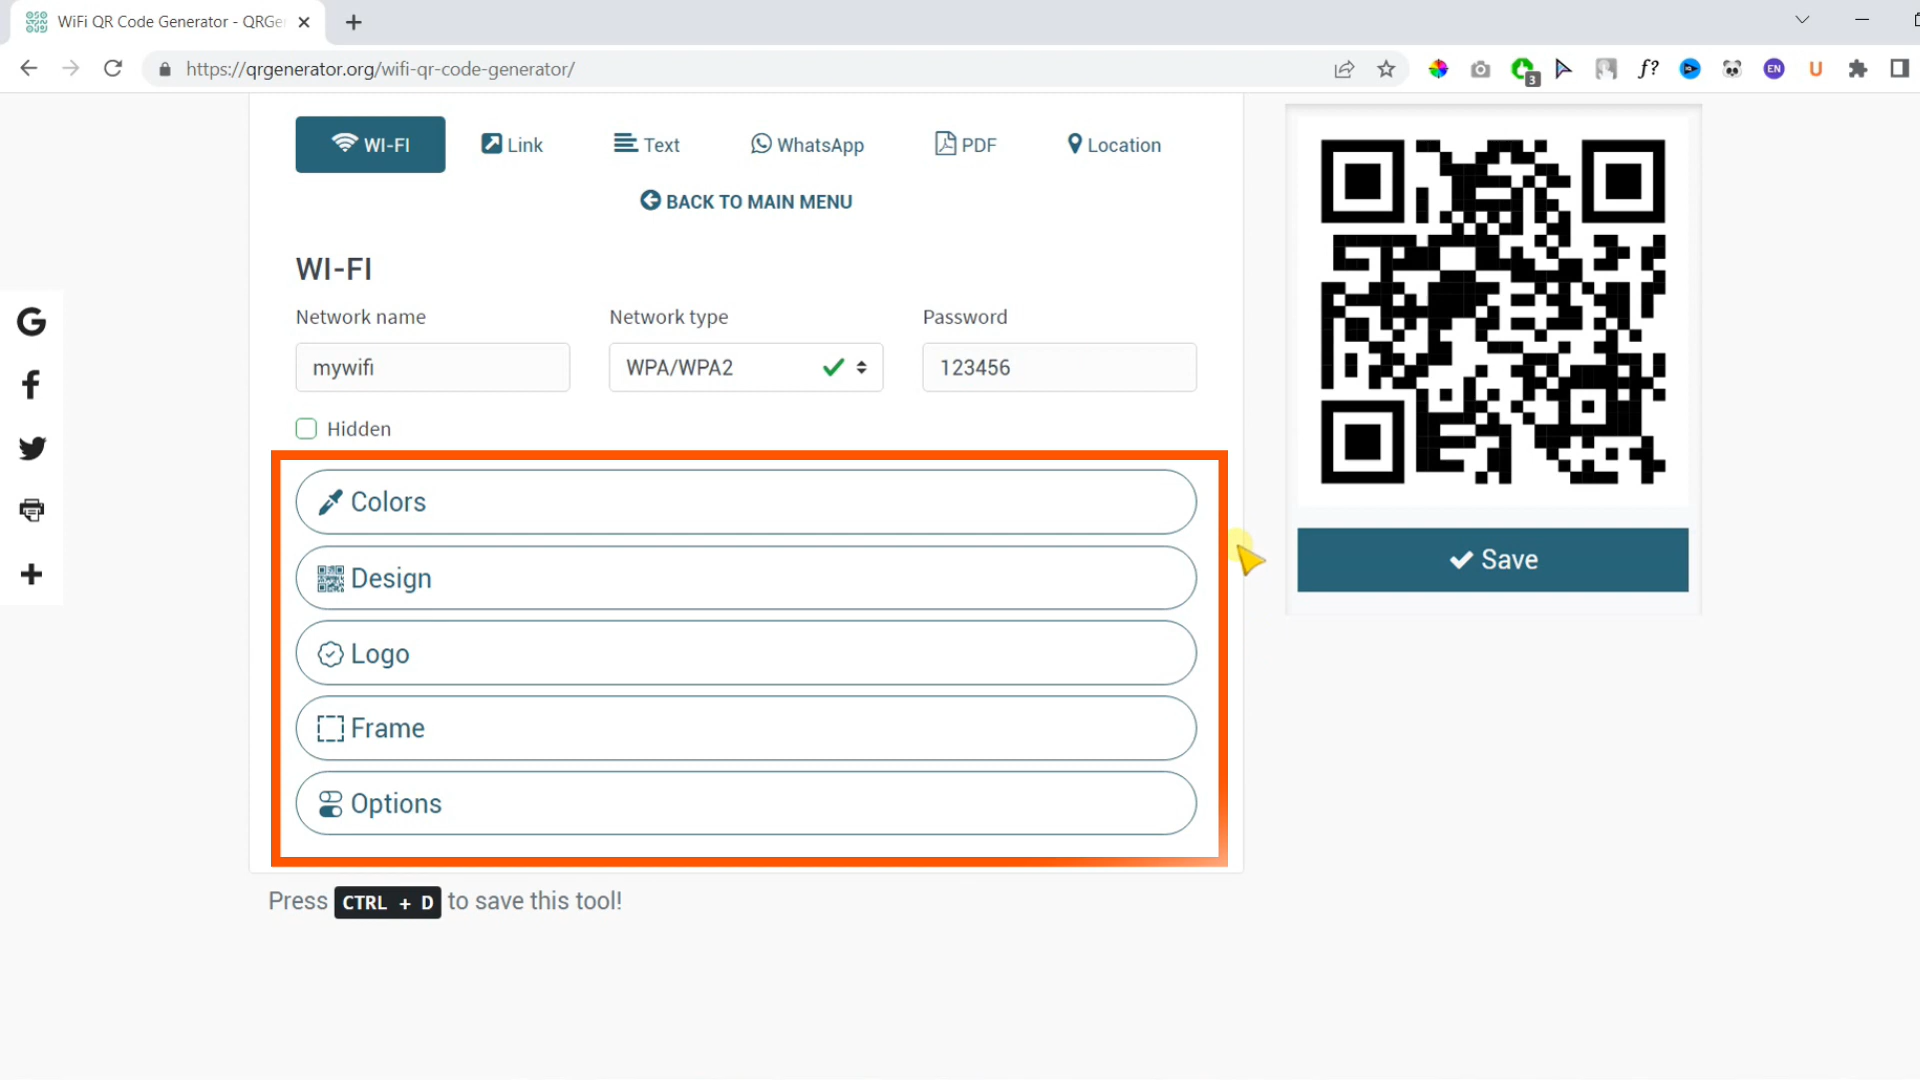 WiFi QR Code Generator - QRGe
https://qrgenerator.org/wifi-qr-code-generator/
f?
3
EN
U
WI-FI Link Text WhatsApp PDF Location
BACK TO MAIN MENU
WI-FI
Network name Network type Password
mywifi WPA/WPA2 123456
Hidden
Colors
Design
Logo
Frame
Options
Save
Press CTRL + D to save this tool!